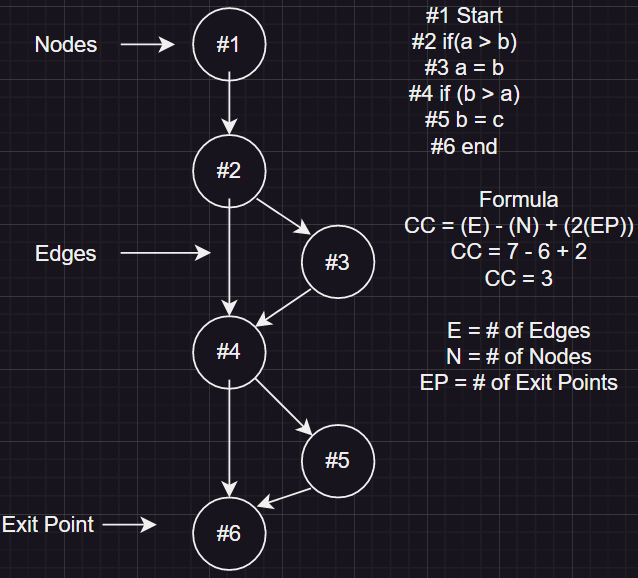 Nodes
#1
#2
Edges
#3
#4
#5
Exit Point
#6
#1 Start
#2 if(a > b)
#3 a = b
#4 if (b > a)
#5 b = c
#6 end
Formula
CC = (E) - (N) + (2(EP))
CC = 7 - 6 + 2
CC = 3
E = # of Edges
N = # of Nodes
EP = # of Exit Points